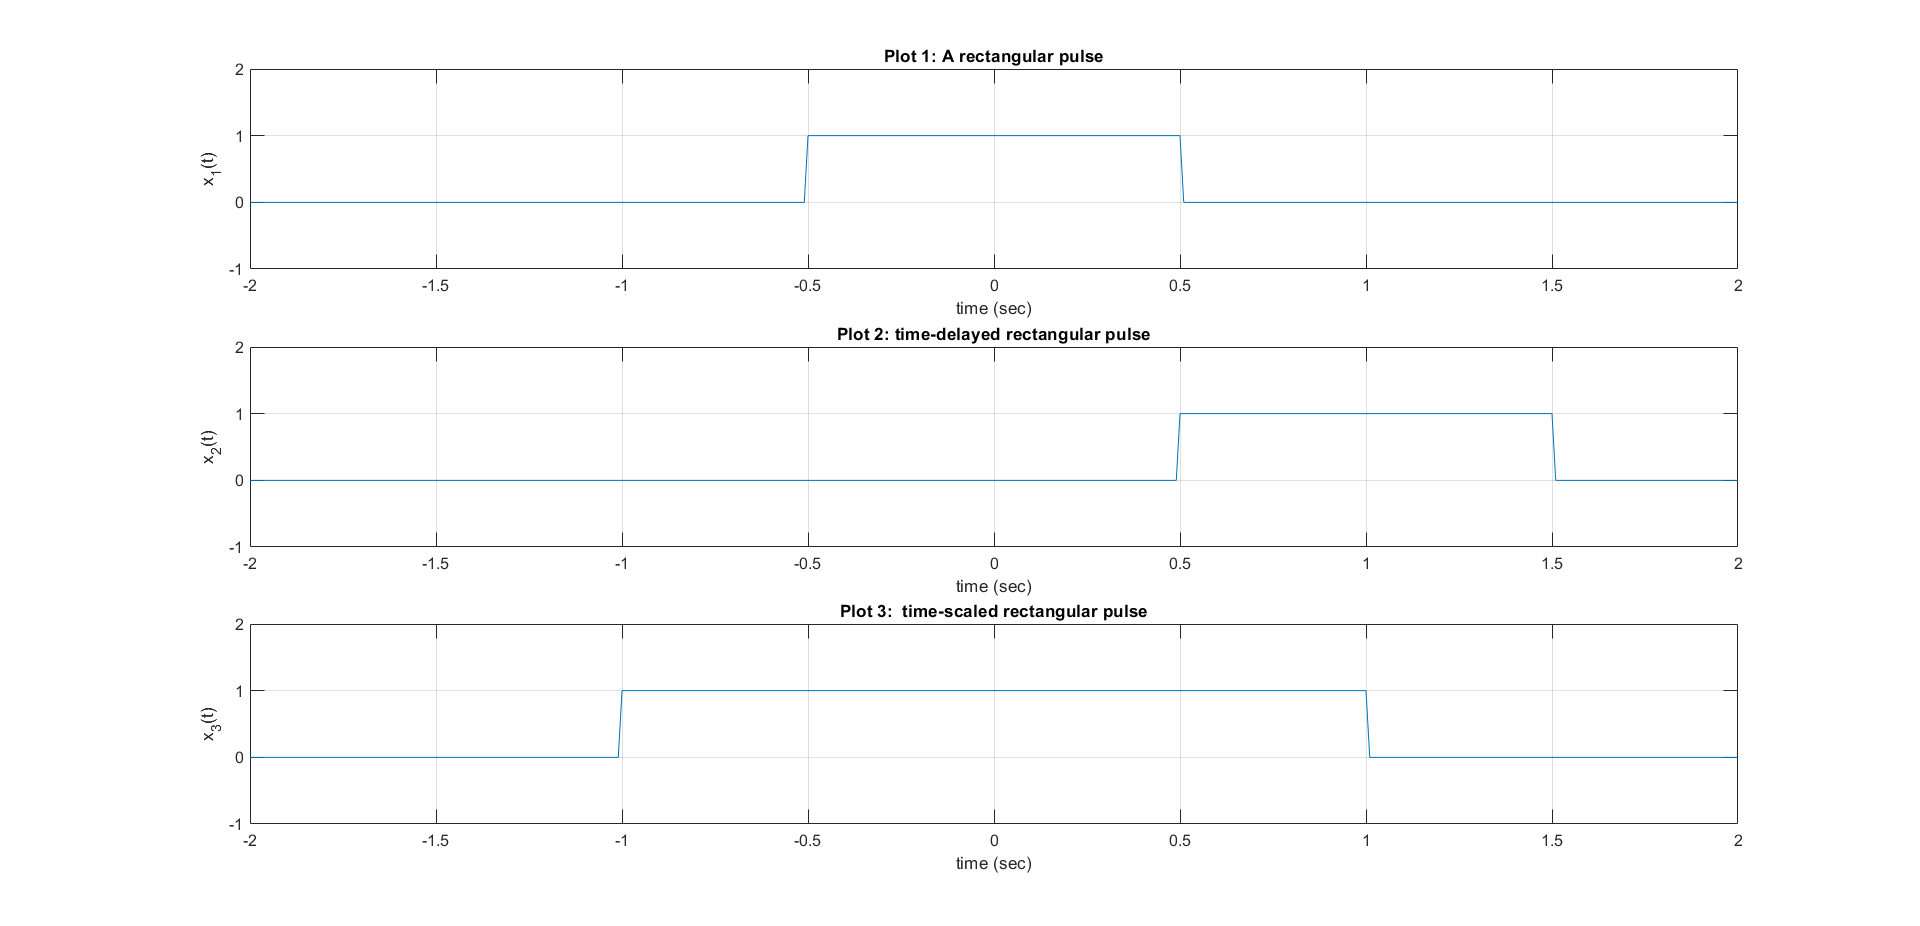 Plot 1: A rectangular pulse
2
1
0
-1
x1(t)
-2 -1.5 -1 -0.5 0 0.5 1 1.5 2
time (sec)
Plot 2: time-delayed rectangular pulse
2
1
0
-1
x2(t)
-2 -1.5 -1 -0.5 0 0.5 1 1.5 2
time (sec)
Plot 3:  time-scaled rectangular pulse
2
1
0
-1
x3(t)
-2 -1.5 -1 -0.5 0 0.5 1 1.5 2
time (sec)